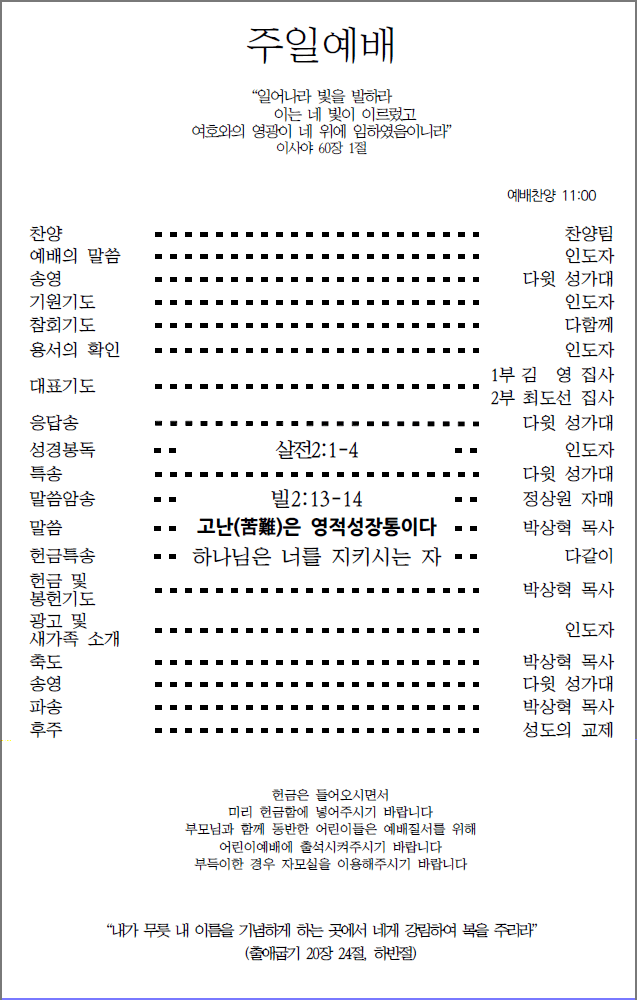 주일예배
“일어나라 빛을 발하라
이는 네 빛이 이르렀고
여호와의 영광이 네 위에 임하였음이니라”
이사야 60장 1절
예배찬양 11:00
찬양 찬양팀
예배의 말씀 인도자
송영 다윗 성가대
기원기도 인도자
참회기도 다함께
용서의 확인 인도자
대표기도 1부 김 영 집사
2부 최도선 집사
응답송 다윗 성가대
성경봉독 살전2:1-4 인도자
특송 다윗 성가대
말씀암송 빌2:13-14 정상원 자매
말씀 고난(苦難)은 영적성장통이다 박상혁 목사
헌금특송 하나님은 너를 지키시는 자 다같이
헌금 및
봉헌기도 박상혁 목사
광고 및
새가족 소개 인도자
축도 박상혁 목사
송영 다윗 성가대
파송 박상혁 목사
후주 성도의 교제
헌금은 들어오시면서
미리 헌금함에 넣어주시기 바랍니다
부모님과 함께 동반한 어린이들은 예배질서를 위해
어린이예배에 출석시켜주시기 바랍니다
부득이한 경우 자모실을 이용해주시기 바랍니다
“내가 무릇 내 이름을 기념하게 하는 곳에서 네게 강림하여 복을 주리라”
(출애굽기 20장 24절, 하반절)